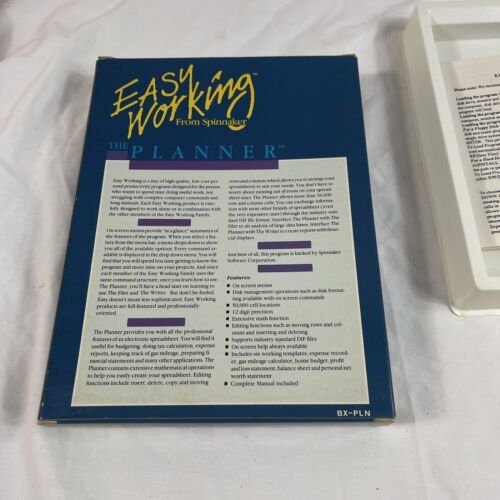 EASY
Working™
From Spinnaker
THE PLANNER™
Easy Working is a line of high quality, low cost per-
sonal productivity programs designed for the person
who wants to spend time doing useful work, not
struggling with complex computer commands
and long manuals. Each Easy Working product is care-
fully designed to work alone or in combination with
the other members of the Easy Working Family.
On screen menus provide "at a glance" summaries of
the features of the program. When you select a fea-
ture from the menu bar, a menu drops down to show
you all of the available options. Every command
available is displayed in the drop down menu. You will
find that you will spend less time getting to know the
program and more time on your projects. And since
each member of the Easy Working Family uses the
same command structure, once you learn how to use
The Planner, you'll have a head start on learning to
use The Filer and The Writer. But don't be fooled.
Easy doesn't mean less sophisticated. Easy Working
products are full featured and professionally
oriented.
The Planner provides you with all the professional
features of an electronic spreadsheet. You will find it
useful for budgeting, doing tax calculation, expense
reports, keeping track of gas mileage, preparing fi-
nancial statements and many other applications. The
Planner contains extensive mathematical operations
to help you easily create your spreadsheet. Editing
functions include insert, delete, copy and moving
rows and columns which allows you to arrange your
spreadsheets to suit your needs. You don't have to
worry about running out of room on your spread-
sheet since The Planner allows more than 50,000
row and column cells. You can exchange informa-
tion with most other brands of spreadsheets (even
the very expensive ones) through the industry stan-
dard DIF file format. Interface The Planner with The
Filer to do analysis of large data bases. Interface The
Planner with The Writer to create reports with finan-
cial displays.
And best of all, this program is backed by Spinnaker
Software Corporation.
Features:
■ On screen menus
■ Disk management operations such as disk format-
ting available with on screen commands
■ 50,000 cell locations
■ 12 digit precision
■ Extensive math function
■ Editing functions such as moving rows and col-
umns and inserting and deleting
■ Supports industry standard DIF files
■ On screen help always available
■ Includes six working templates; expense record-
er, gas mileage calculator, home budget, profit
and loss statement, balance sheet and personal net
worth statement
■ Complete Manual included
BX-PLN